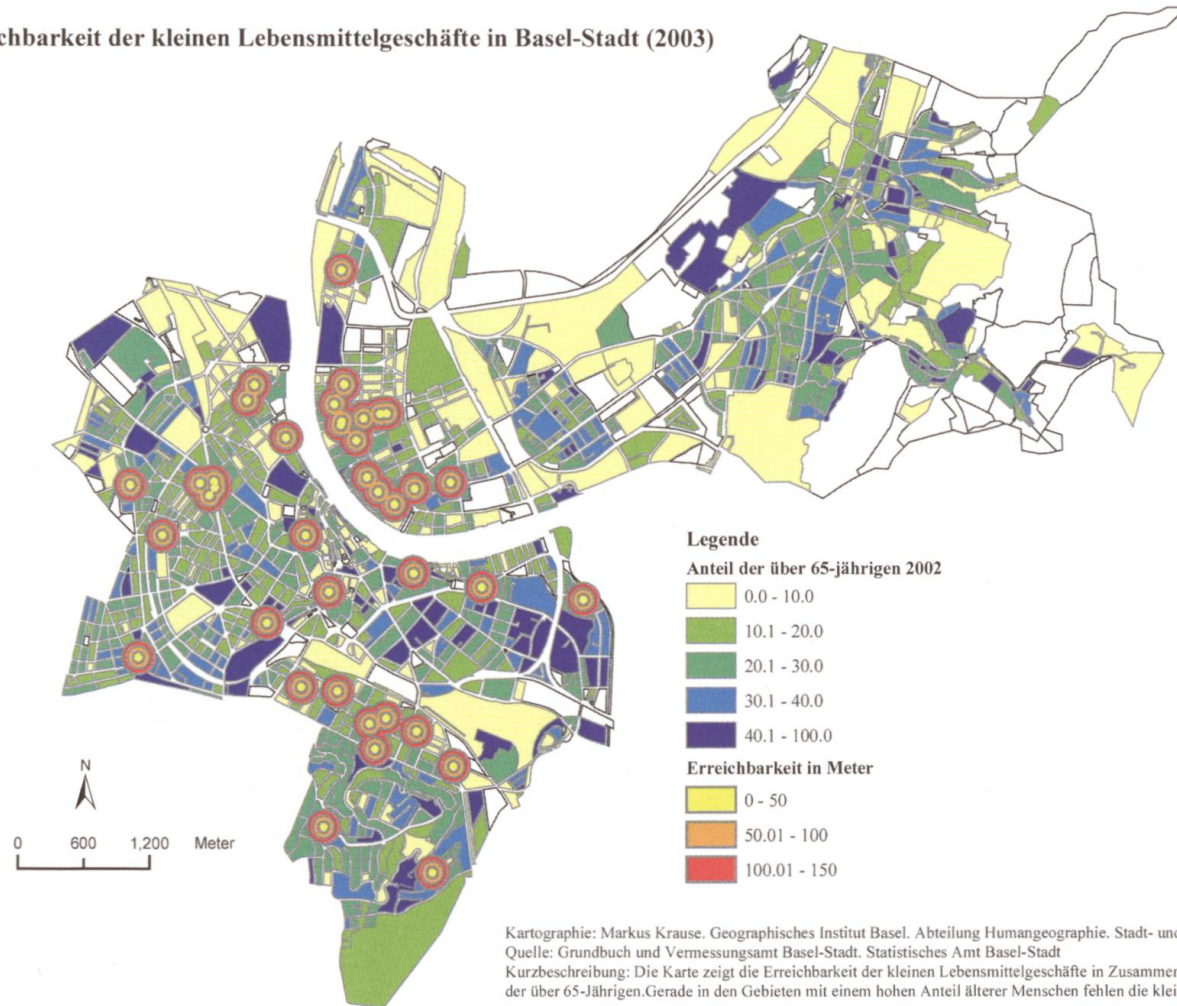 chbarkeit der kleinen Lebensmittelgeschäfte in Basel-Stadt (2003)
Legende
Anteil der über 65-jährigen 2002
0.0 - 10.0
10.1 - 20.0
20.1 - 30.0
30.1 - 40.0
40.1 - 100.0
Erreichbarkeit in Meter
0 - 50
50.01 - 100
100.01 - 150
N
0 600 1,200 Meter
Kartographie: Markus Krause. Geographisches Institut Basel. Abteilung Humangeographie. Stadt- und
Quelle: Grundbuch und Vermessungsamt Basel-Stadt. Statistisches Amt Basel-Stadt
Kurzbeschreibung: Die Karte zeigt die Erreichbarkeit der kleinen Lebensmittelgeschäfte in Zusammen
der über 65-Jährigen.Gerade in den Gebieten mit einem hohen Anteil älterer Menschen fehlen die klei